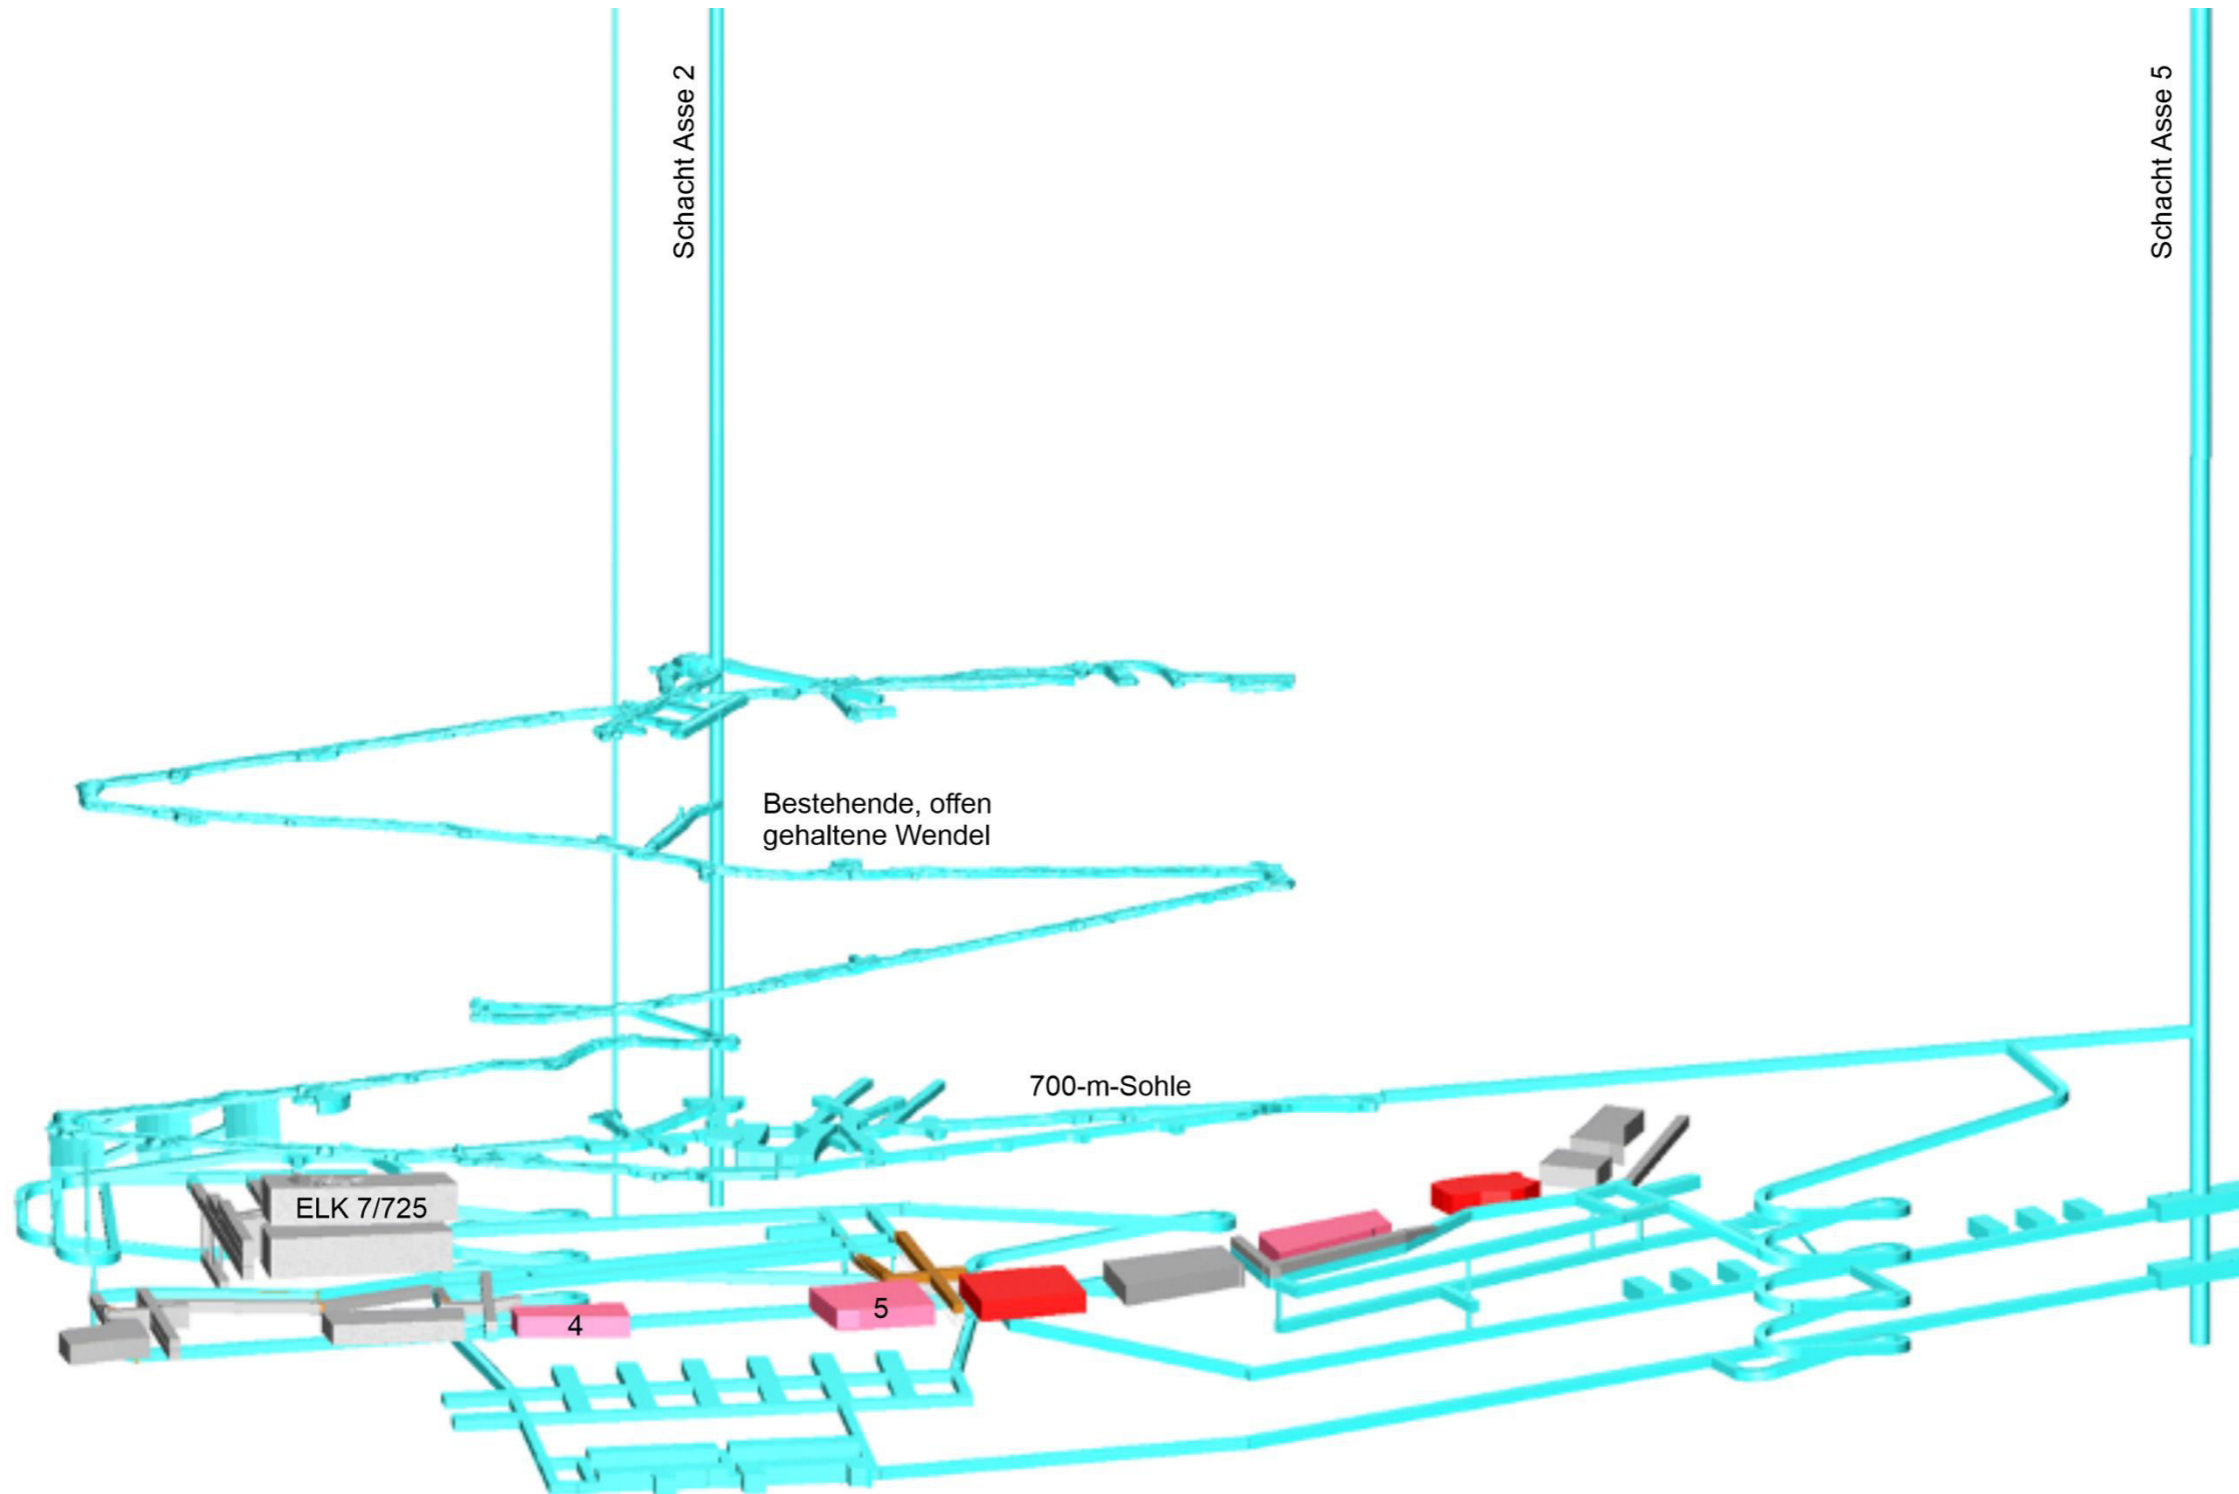 Schacht Asse 2
Schacht Asse 5
Bestehende, offen
gehaltene Wendel
700-m-Sohle
ELK 7/725
5
4